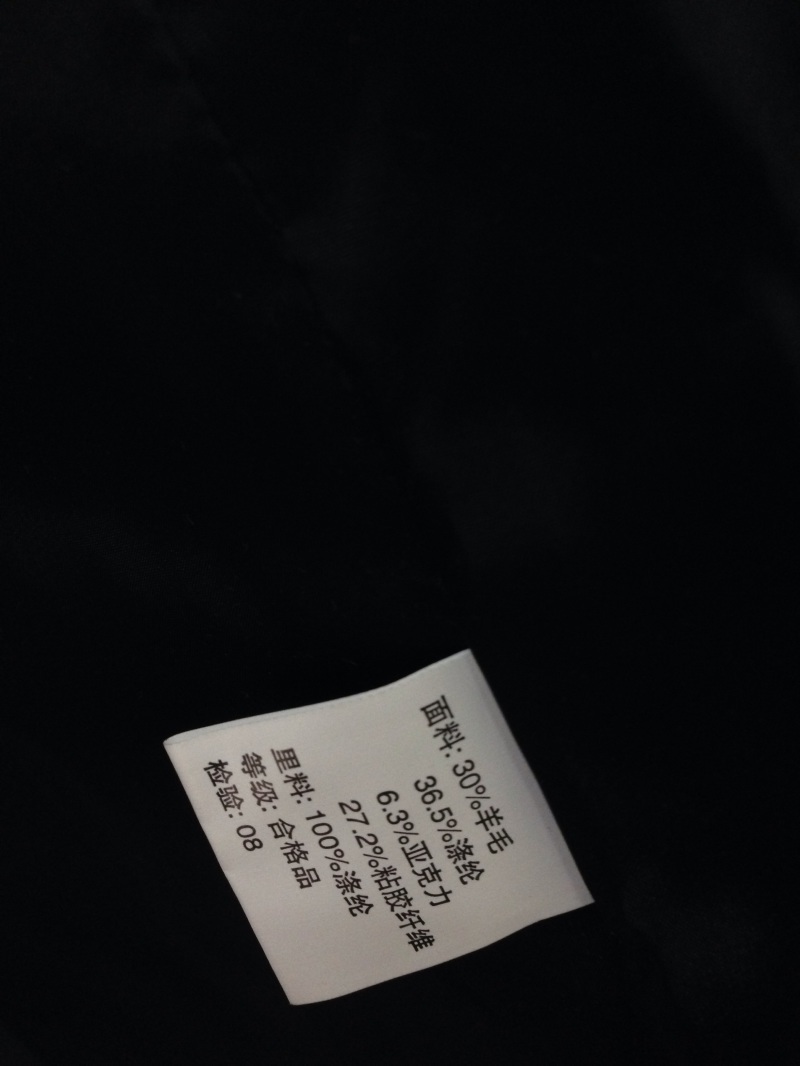 面料: 30%羊毛
36.5%涤纶
6.3%亚克力
27.2%粘胶纤维
里料: 100%涤纶
等级: 合格品
检验: 08